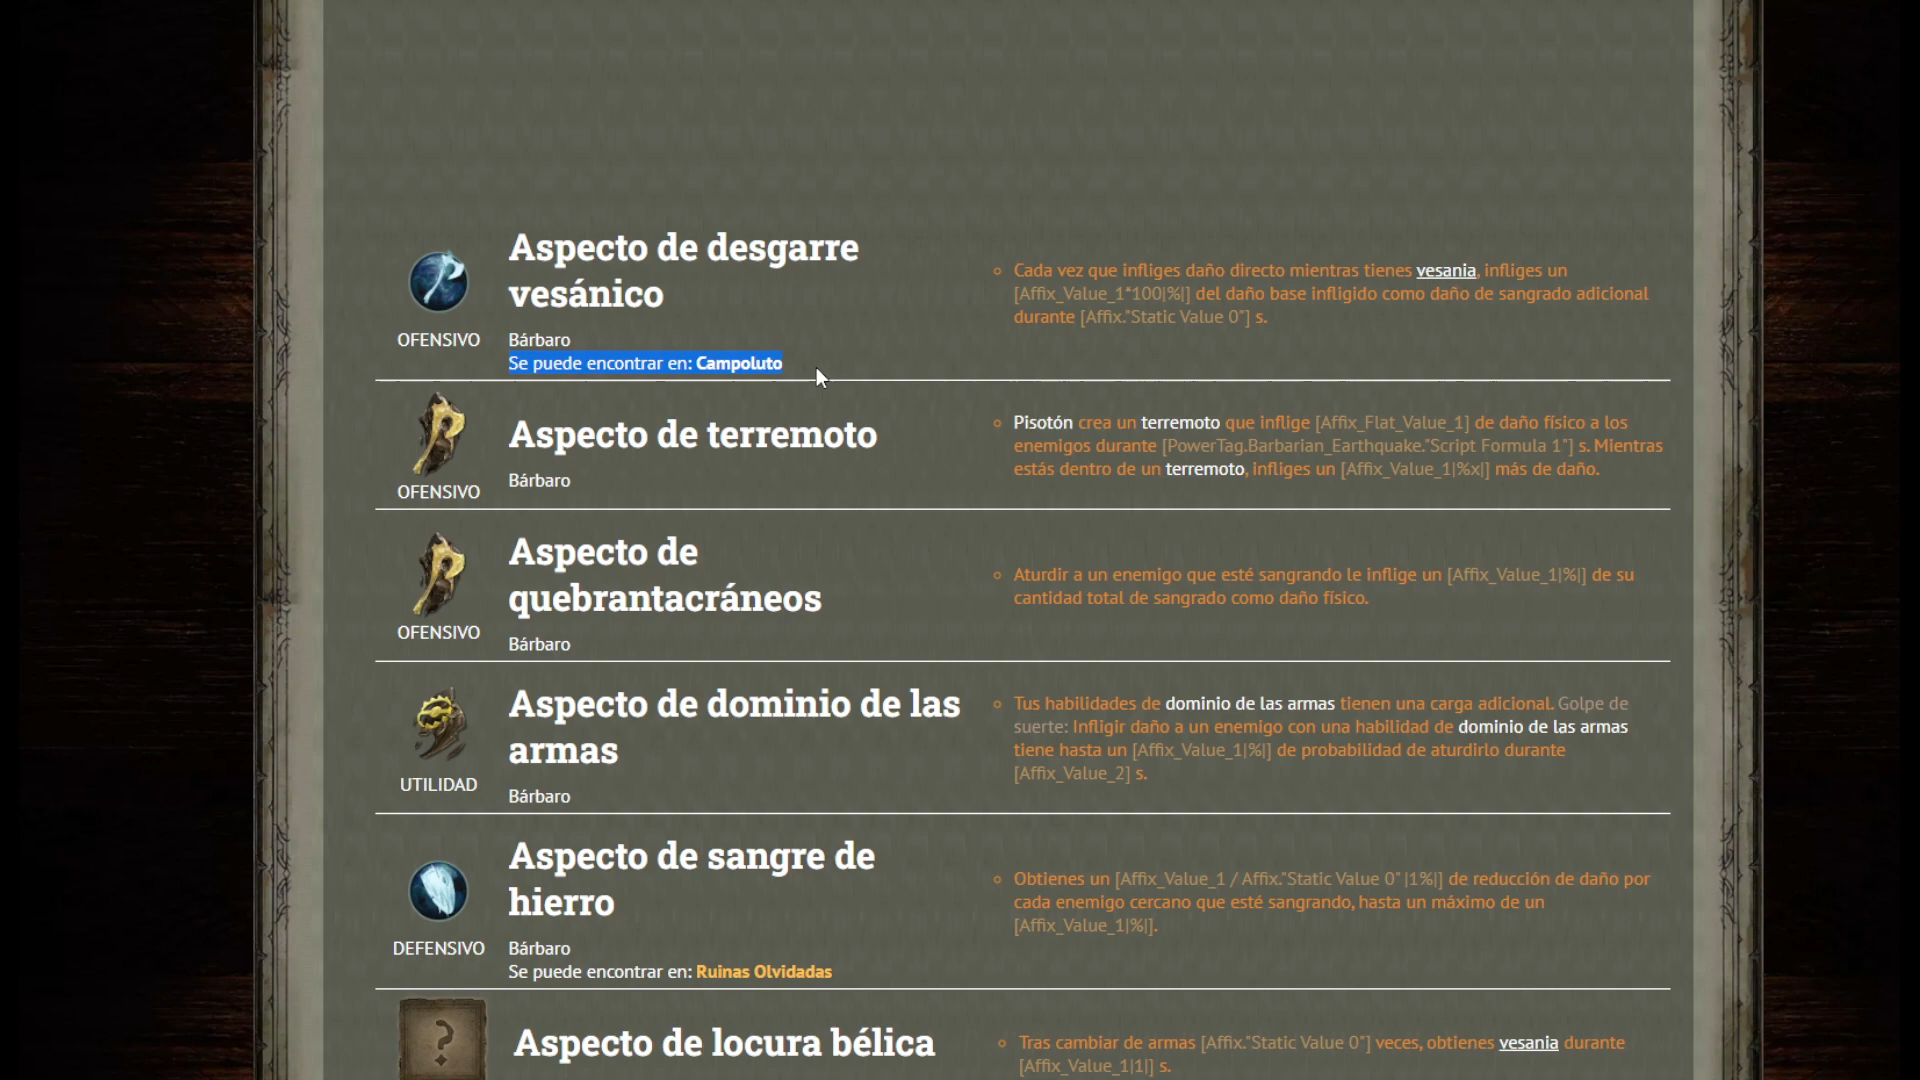 Aspecto de desgarre
vesánico
OFENSIVO
Bárbaro
Se puede encontrar en: Campoluto
Cada vez que infliges daño directo mientras tienes vesania, infliges un
[Affix_Value_1*100|%|] del daño base infligido como daño de sangrado adicional
durante [Affix."Static Value 0"] s.
Aspecto de terremoto
OFENSIVO
Bárbaro
Pisotón crea un terremoto que inflige [Affix_Flat_Value_1] de daño físico a los
enemigos durante [PowerTag.Barbarian_Earthquake."Script Formula 1"] s. Mientras
estás dentro de un terremoto, infliges un [Affix_Value_1|%x|] más de daño.
Aspecto de
quebrantacráneos
OFENSIVO
Bárbaro
Aturdir a un enemigo que esté sangrando le inflige un [Affix_Value_1|%|] de su
cantidad total de sangrado como daño físico.
Aspecto de dominio de las
armas
UTILIDAD
Bárbaro
Tus habilidades de dominio de las armas tienen una carga adicional. Golpe de
suerte: Infligir daño a un enemigo con una habilidad de dominio de las armas
tiene hasta un [Affix_Value_1|%|] de probabilidad de aturdirlo durante
[Affix_Value_2] s.
Aspecto de sangre de
hierro
DEFENSIVO
Bárbaro
Se puede encontrar en: Ruinas Olvidadas
Obtienes un [Affix_Value_1 / Affix."Static Value 0" |1%|] de reducción de daño por
cada enemigo cercano que esté sangrando, hasta un máximo de un
[Affix_Value_1|%|].
Aspecto de locura bélica
Tras cambiar de armas [Affix."Static Value 0"] veces, obtienes vesania durante
[Affix_Value_1|1|] s.